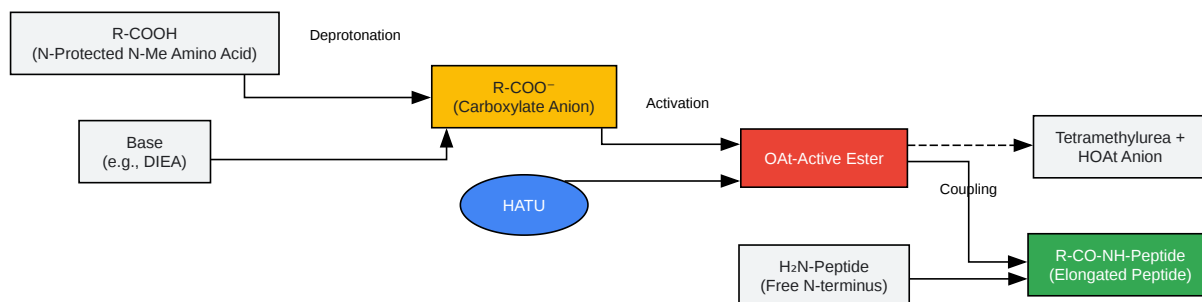 R-COOH
(N-Protected N-Me Amino Acid)
Deprotonation
R-COO⁻
(Carboxylate Anion)
Base
(e.g., DIEA)
Activation
HATU
OAt-Active Ester
Tetramethylurea +
HOAt Anion
Coupling
H₂N-Peptide
(Free N-terminus)
R-CO-NH-Peptide
(Elongated Peptide)